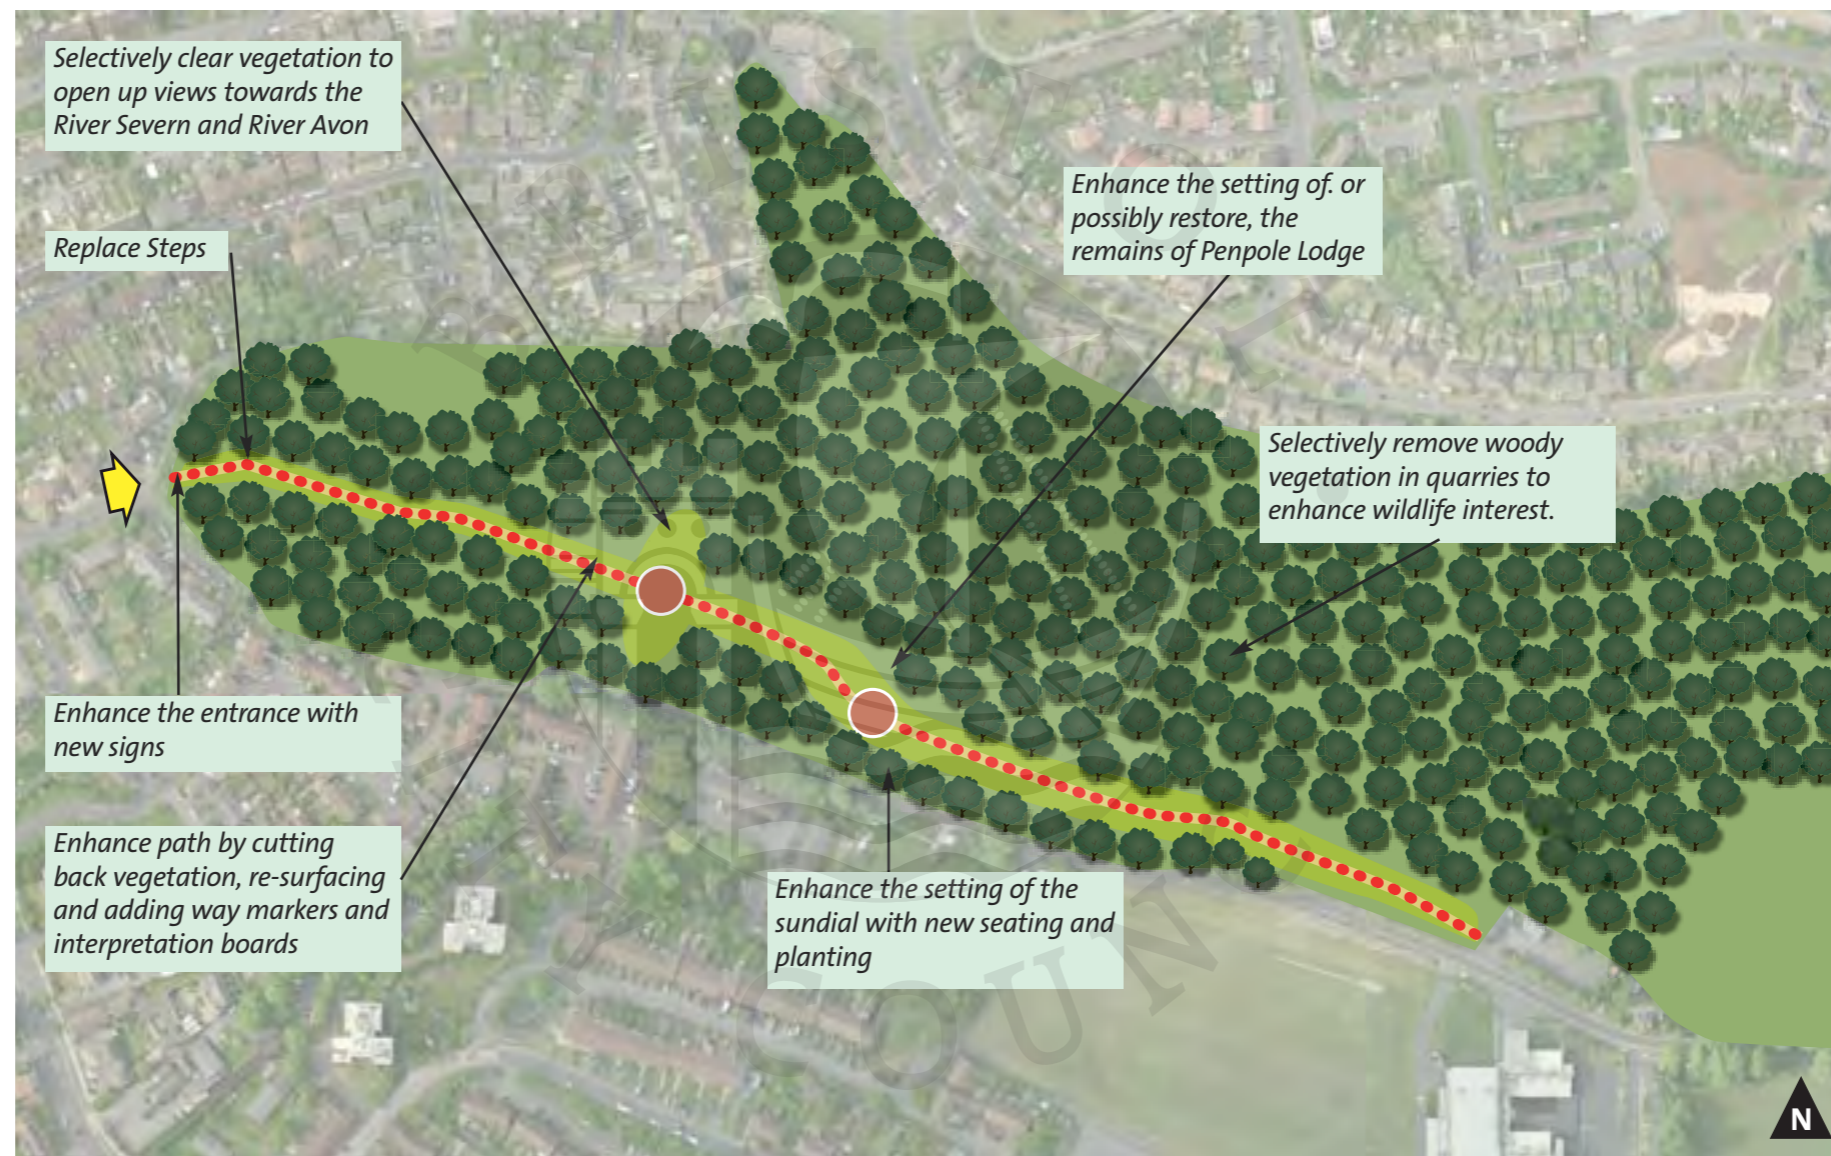 Selectively clear vegetation to
open up views towards the
River Severn and River Avon
Replace Steps
Enhance the setting of. or
possibly restore, the
remains of Penpole Lodge
Selectively remove woody
vegetation in quarries to
enhance wildlife interest.
Enhance the entrance with
new signs
Enhance path by cutting
back vegetation, re-surfacing
and adding way markers and
interpretation boards
Enhance the setting of the
sundial with new seating and
planting
N